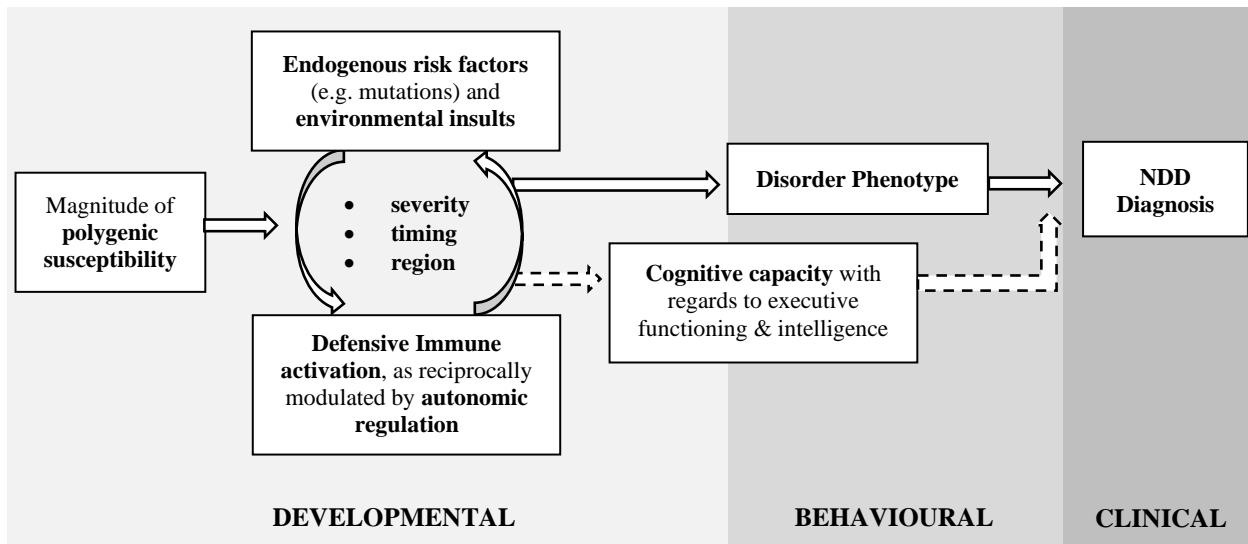 Endogenous risk factors
(e.g. mutations) and
environmental insults
Magnitude of
polygenic
susceptibility
• severity
• timing
• region
Defensive Immune
activation, as reciprocally
modulated by autonomic
regulation
Disorder Phenotype
Cognitive capacity with
regards to executive
functioning & intelligence
NDD
Diagnosis
DEVELOPMENTAL
BEHAVIOURAL
CLINICAL